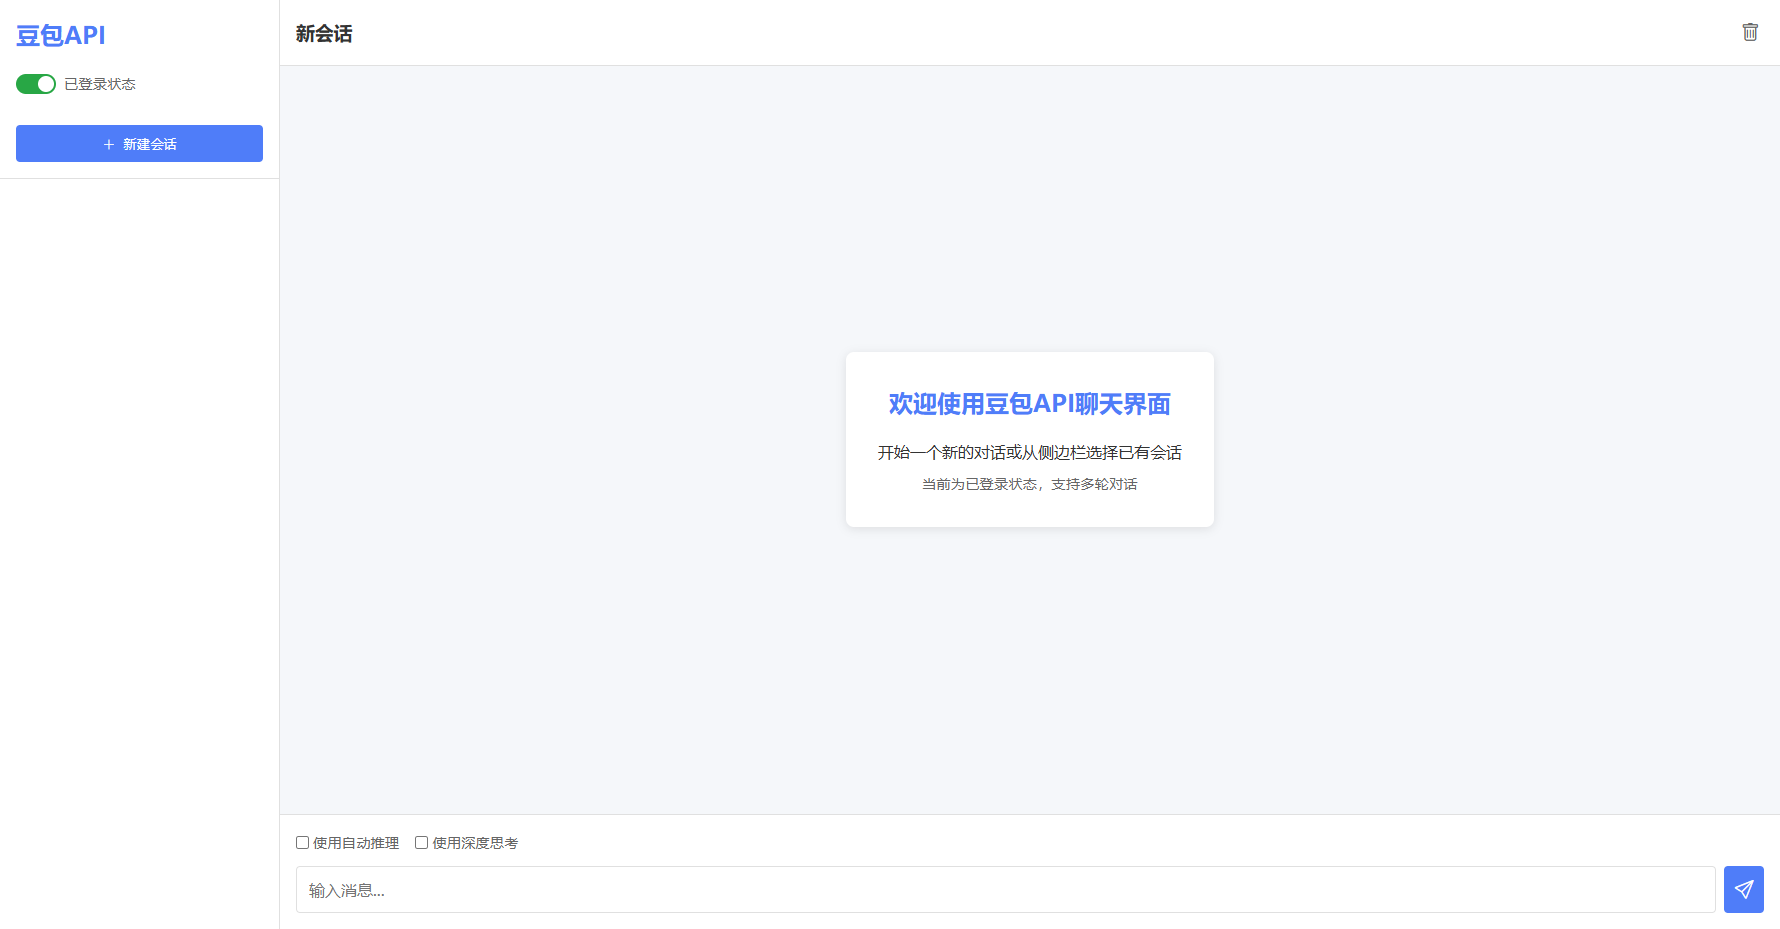 豆包API
已登录状态
+ 新建会话
新会话
欢迎使用豆包API聊天界面
开始一个新的对话或从侧边栏选择已有会话
当前为已登录状态，支持多轮对话
使用自动推理 使用深度思考
输入消息...